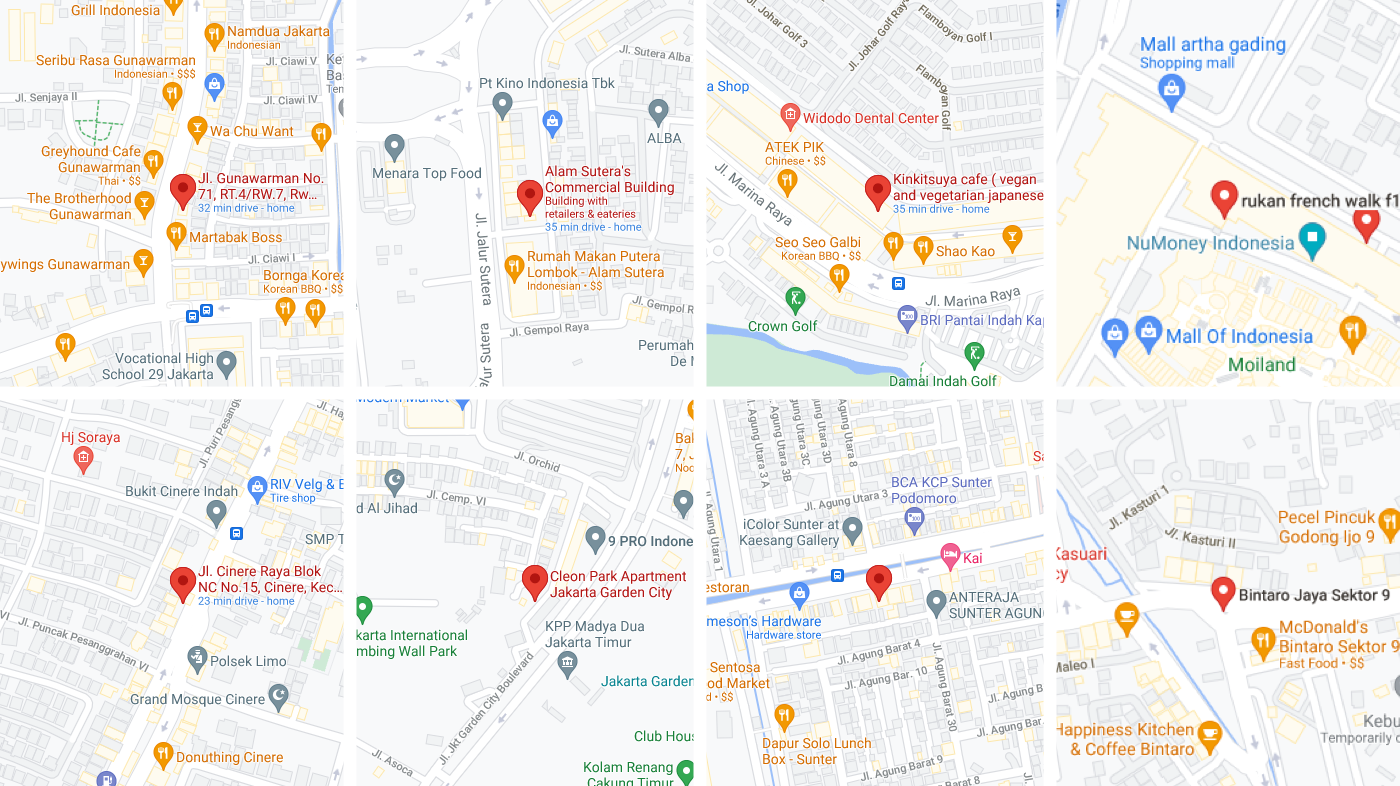 Grill Indonesia
Namdua Jakarta
Indonesian
Seribu Rasa Gunawarman
Indonesian • $$$
Jl. Ciawi V
Jl. Senjaya II
Jl. Ciawi IV
Wa Chu Want
Greyhound Cafe
Gunawarman
Thai • $$
Jl. Gunawarman No.
71, RT.4/RW.7, Rw...
32 min drive - home
The Brotherhood
Gunawarman
Martabak Boss
Jl. Ciawi I
ywings Gunawarman
Bornga Korea
Korean BBQ • $$
Vocational High
School 29 Jakarta
Jl. Sutera Alba
Pt Kino Indonesia Tbk
ALBA
Menara Top Food
Alam Sutera's
Commercial Building
Building with
retailers & eateries
35 min drive - home
Jl. Jalur Sutera
Rumah Makan Putera
Lombok - Alam Sutera
Indonesian • $$
Jl. Gempol R
Jl. Gempol Raya
Perumah
De
Jl. Johar Golf 3
Jl. Johar Golf Raya
Flamboyan Golf I
Flamboyan Golf
a Shop
Widodo Dental Center
ATEK PIK
Chinese • $$
Kinkitsuya cafe ( vegan
and vegetarian japanese
35 min drive - home
Jl. Marina Raya
Seo Seo Galbi
Korean BBQ • $$
Shao Kao
Jl. Marina Raya
Crown Golf
BRI Pantai Indah Ka
Damai Indah Golf
Mall artha gading
Shopping mall
rukan french walk f1
NuMoney Indonesia
Mall Of Indonesia
Moiland
Hj Soraya
Jl. Puri Pesang
Jl. Ha
Bukit Cinere Indah
RIV Velg & B
Tire shop
SMP T
Jl. Cinere Raya Blok
NC No.15, Cinere, Kec...
23 min drive - home
Jl. Puncak Pesanggrahan VI
Polsek Limo
Grand Mosque Cinere
Donuthing Cinere
Modern Market
Jl. Orchid
Bak
7, J
Nood
Jl. Cemp. VI
d Al Jihad
9 PRO Indone
Cleon Park Apartment
Jakarta Garden City
KPP Madya Dua
Jakarta Timur
karta International
mbing Wall Park
Jakarta Garden
Jl. Jkt Garden City Boulevard
Club Hous
Jl. Asoca
Kolam Renang
Cakung Timur
Agung Utara 3 A
Agung Utara 3B
Agung Utara 3C
Agung Utara 3D
Agung Utara 8
Jl. Agung Utara 1
Jl. Agung Utara 3
BCA KCP Sunter
Podomoro
iColor Sunter at
Kaesang Gallery
Kai
estoran
meson's Hardware
Hardware store
ANTERAJA
SUNTER AGUN
Jl. Agung Barat 4
Jl. Agung Bar. 10
Jl. Agung Barat 30
Jl. Agung B
Sentosa
od Market
d • $$
Jl. Agung Bar
Dapur Solo Lunch
Box - Sunter
Jl. Agung Barat 9
Barat 8
Jl. Kasturi 1
Jl. Kasturi II
Pecel Pincuk
Godong Ijo 9
Kasuari
cy
Bintaro Jaya Sektor 9
McDonald's
Bintaro Sektor 9
Fast Food • $$
Maleo I
Happiness Kitchen
& Coffee Bintaro
Kebu
Temporarily c